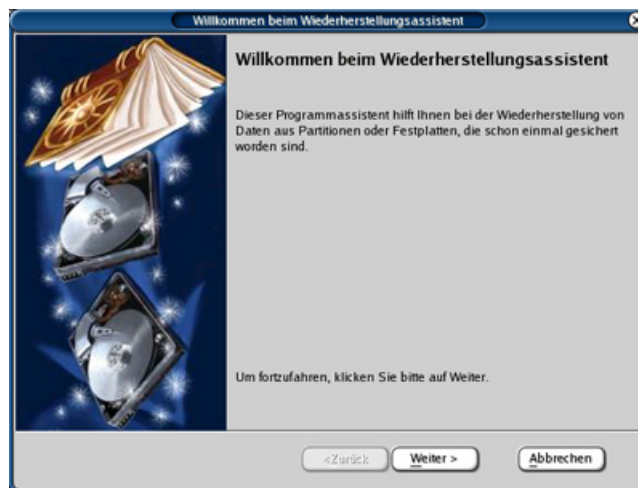 Willkommen beim Wiederherstellungsassistent
Willkommen beim Wiederherstellungsassistent
Dieser Programmassistent hilft Ihnen bei der Wiederherstellung von
Daten aus Partitionen oder Festplatten, die schon einmal gesichert
worden sind.
Um fortzufahren, klicken Sie bitte auf Weiter.
<Zurück
Weiter >
Abbrechen